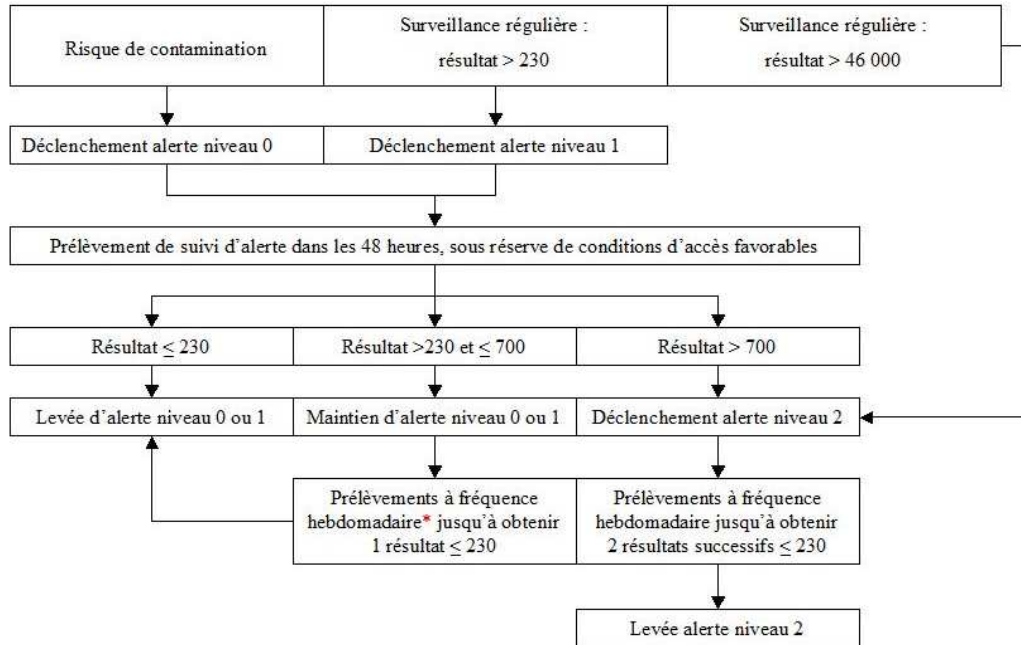 Risque de contamination
Surveillance régulière :
résultat > 230
Surveillance régulière :
résultat > 46 000
Déclenchement alerte niveau 0
Déclenchement alerte niveau 1
Prélèvement de suivi d’alerte dans les 48 heures, sous réserve de conditions d’accès favorables
Résultat ≤ 230
Résultat >230 et ≤ 700
Résultat > 700
Levée d’alerte niveau 0 ou 1
Maintien d’alerte niveau 0 ou 1
Déclenchement alerte niveau 2
Prélèvements à fréquence
hebdomadaire* jusqu’à obtenir
1 résultat ≤ 230
Prélèvements à fréquence
hebdomadaire jusqu’à obtenir
2 résultats successifs ≤ 230
Levée alerte niveau 2